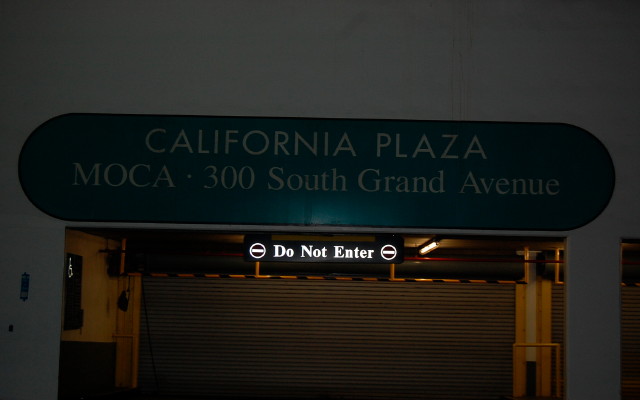 CALIFORNIA PLAZA
MOCA · 300 South Grand Avenue
Do Not Enter